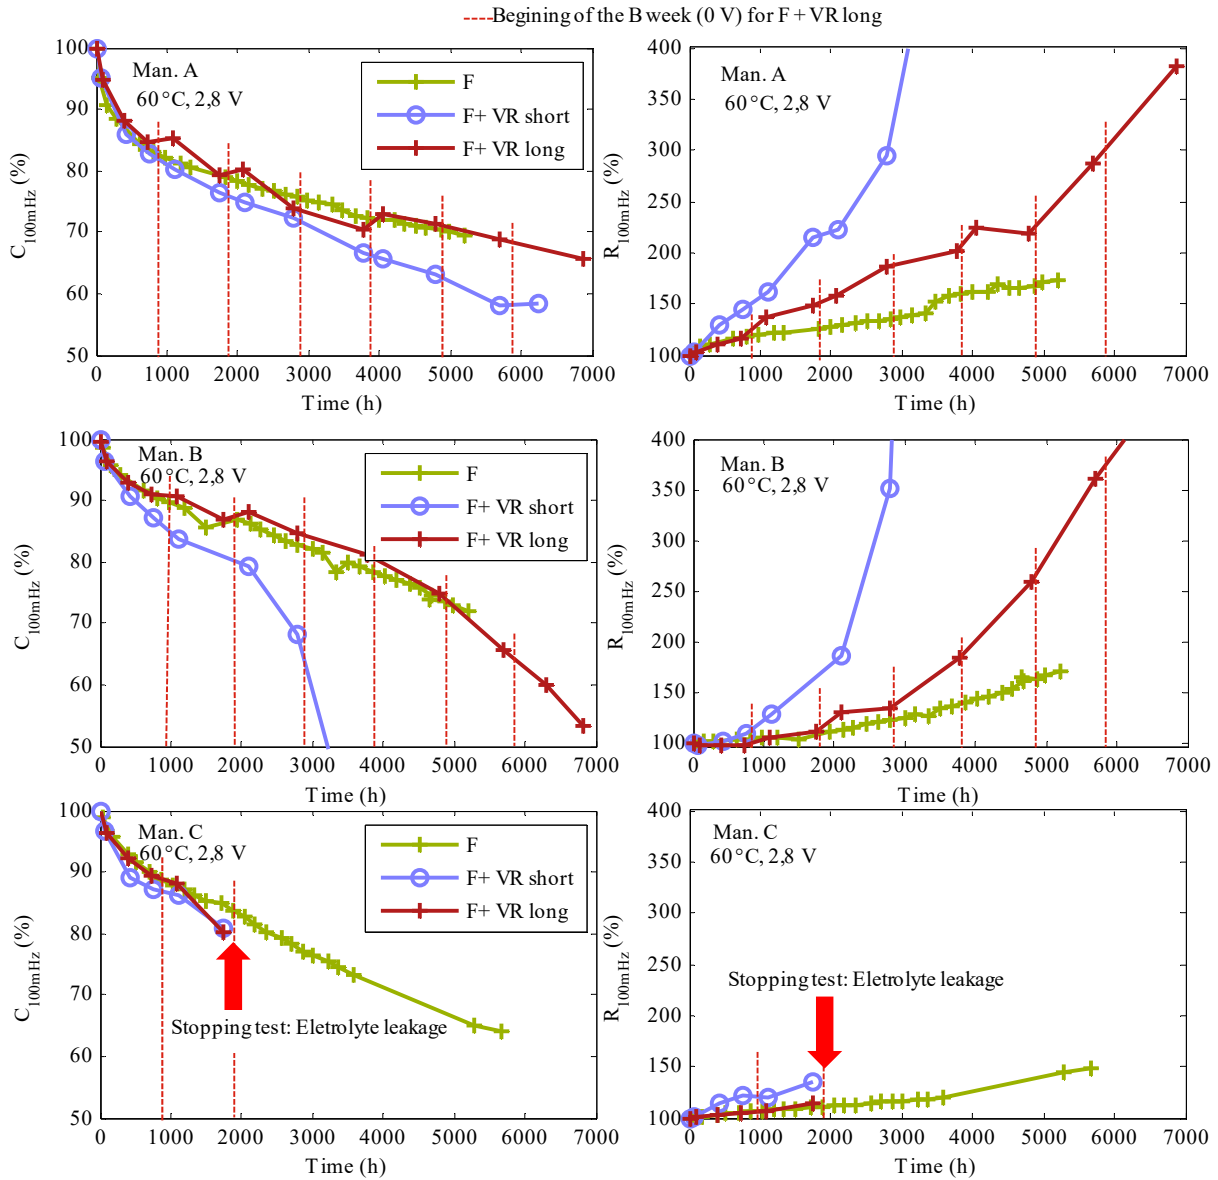 Begining of the B week (0 V) for F + VR long
100
90
80
70
60
50
C100mHz (%)
Man. A
60 °C, 2,8 V
F
F + VR short
F + VR long
0 1000 2000 3000 4000 5000 6000 7000
Time (h)
400
350
300
250
200
150
100
R100mHz (%)
Man. A
60 °C, 2,8 V
0 1000 2000 3000 4000 5000 6000 7000
Time (h)
100
90
80
70
60
50
C100mHz (%)
Man. B
60 °C, 2,8 V
F
F + VR short
F + VR long
0 1000 2000 3000 4000 5000 6000 7000
Time (h)
400
350
300
250
200
150
100
R100mHz (%)
Man. B
60 °C, 2,8 V
0 1000 2000 3000 4000 5000 6000 7000
Time (h)
100
90
80
70
60
50
C100mHz (%)
Man. C
60 °C, 2,8 V
F
F + VR short
F + VR long
Stopping test: Eletrolyte leakage
0 1000 2000 3000 4000 5000 6000 7000
Time (h)
400
350
300
250
200
150
100
R100mHz (%)
Man. C
60 °C, 2,8 V
Stopping test: Eletrolyte leakage
0 1000 2000 3000 4000 5000 6000 7000
Time (h)